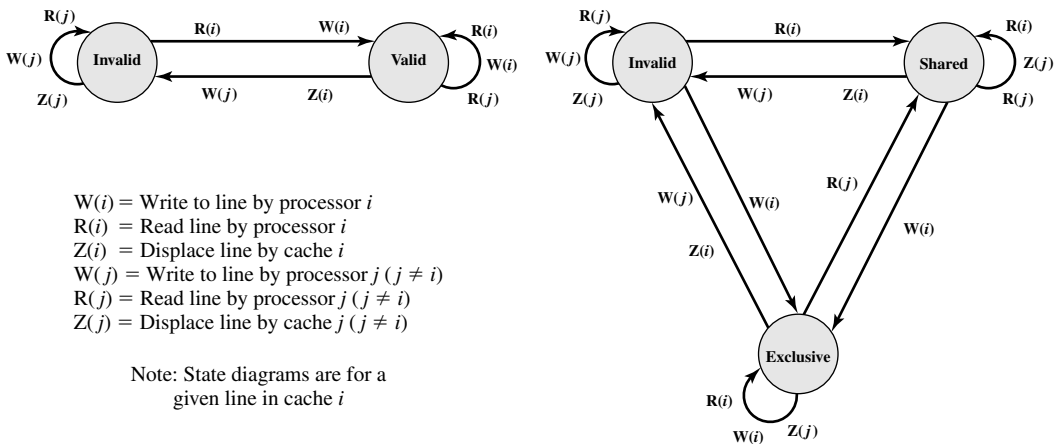 R(j)
W(j)
Z(j)
Invalid
R(i) W(i)
W(j) Z(i)
Valid
R(i)
W(i)
R(j)
W(i) = Write to line by processor i
R(i) = Read line by processor i
Z(i) = Displace line by cache i
W(j) = Write to line by processor j (j ≠ i)
R(j) = Read line by processor j (j ≠ i)
Z(j) = Displace line by cache j (j ≠ i)
Note: State diagrams are for a
given line in cache i
R(j)
W(j)
Z(j)
Invalid
R(i)
W(j) Z(i)
Shared
R(i)
Z(j)
R(j)
W(j)
Z(i)
W(i)
R(j)
W(i)
Exclusive
R(i)
W(i)
Z(j)